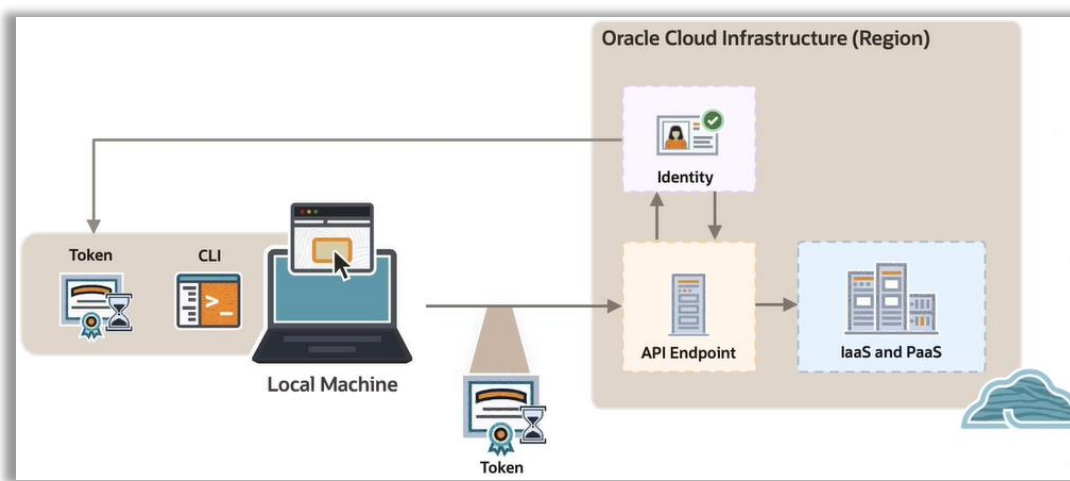 Oracle Cloud Infrastructure (Region)
Identity
Token
CLI
>_
API Endpoint
IaaS and PaaS
Local Machine
Token